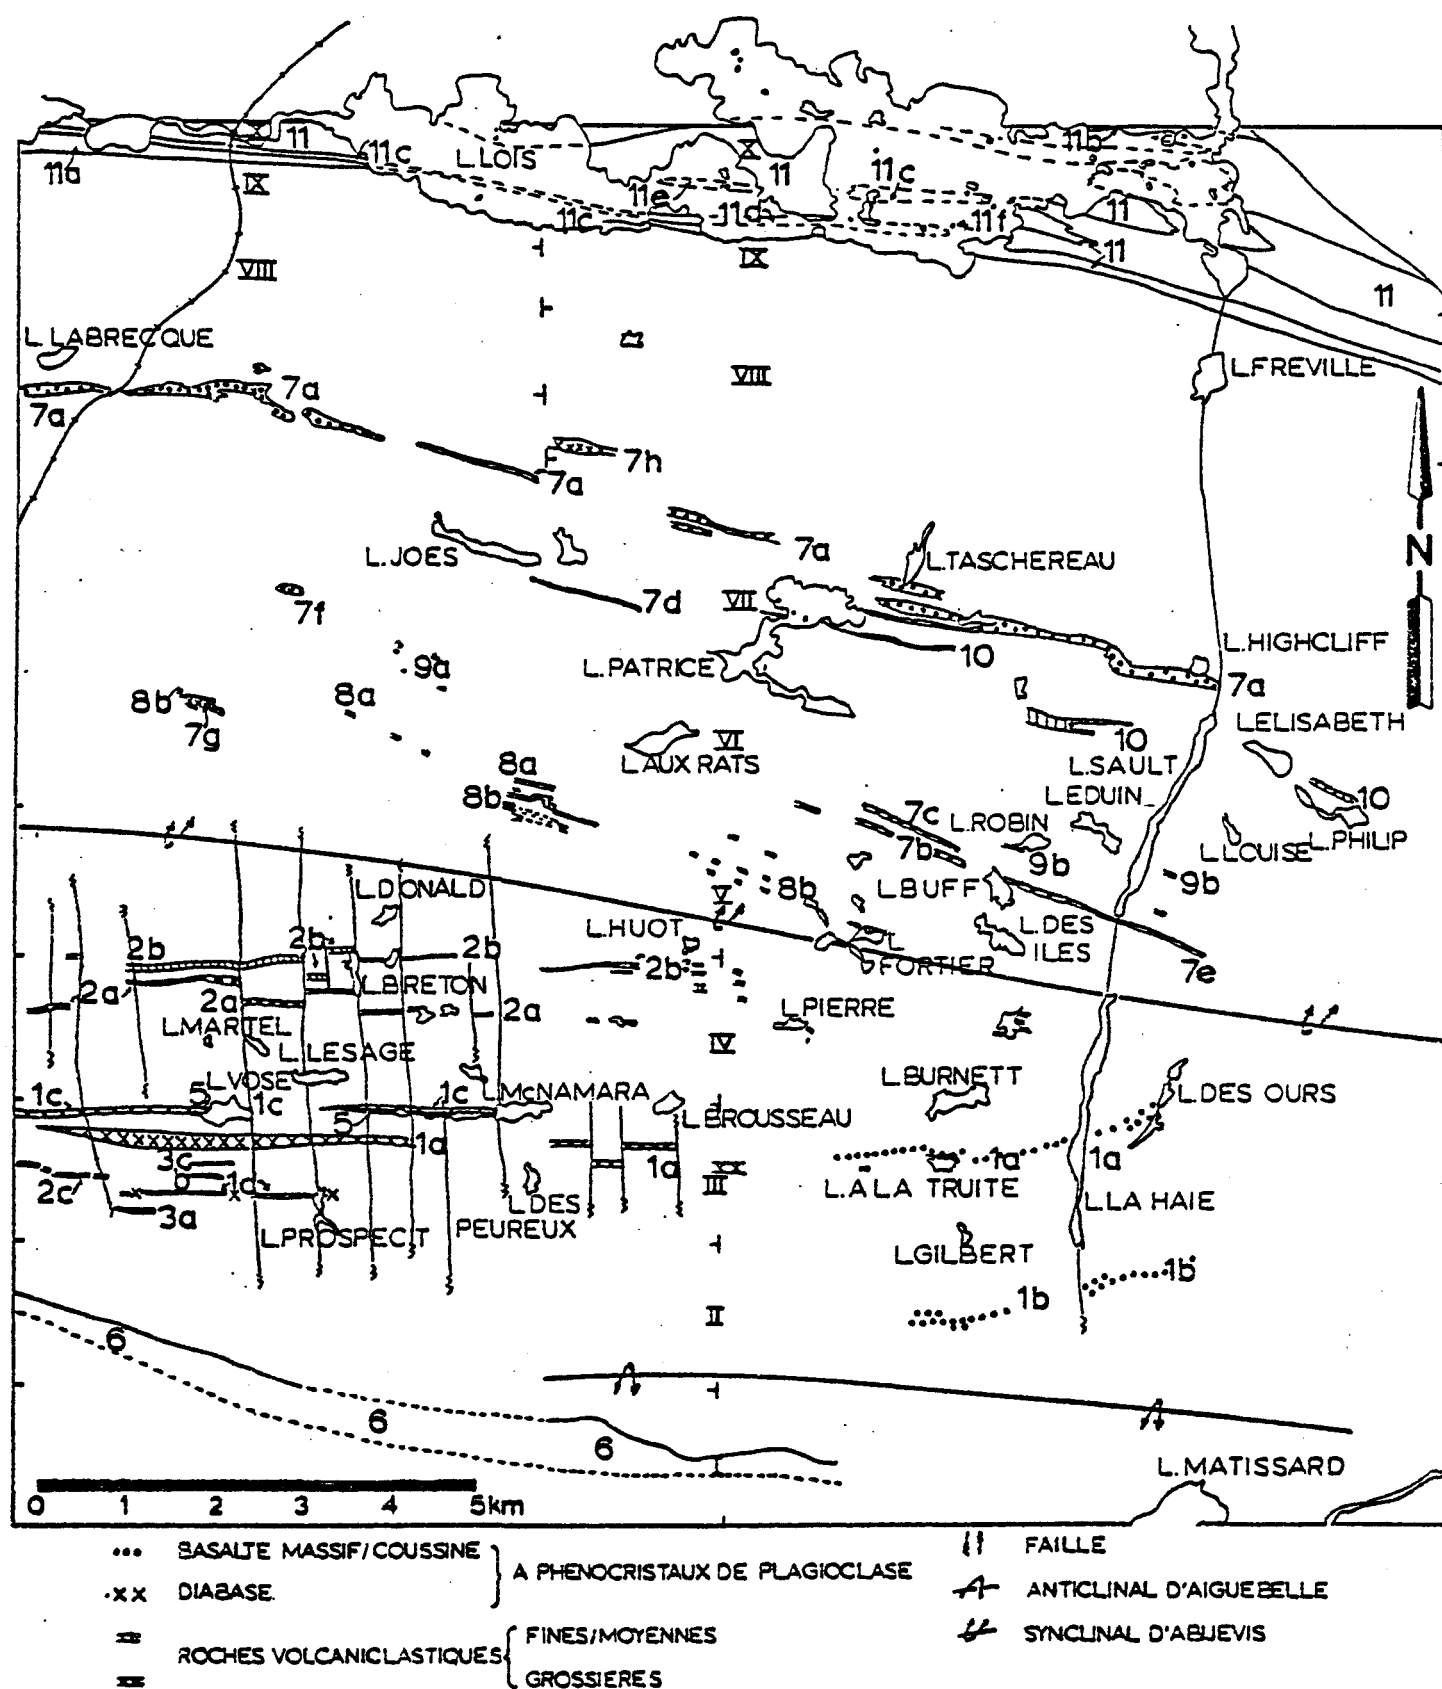 X 11 11b e
11a 11c L.LOIS X
IX 11e 11 11c 11
11c 11d 11f 11
VIII IX 11
L.LABRECQUE VIII L.FREVILLE
7a 7a
7h
7a
L.JOES 7a L.TASCHEREAU N
7f 7d VII
9a L.PATRICE 10 L.HIGHCLIFF
8b 8a 7a
7g VI 10 L.ELISABETH
8a L.AUX RATS L.SAULT
8b 7c L.EDUIN 10
7b L.ROBIN L.LOUISE L.PHILIP
L.DONALD V 8b L.BUFF 9b 9b
2b 2b 2b L.HUOT L L.DES
2b FORTIER ILES 7e
2a 2a L.BRETON 2a L.PIERRE
L.MARTEL
L.LESAGE IV
L.VOSE L.McNAMARA L.BURNETT L.DES OURS
1c 5 1c 5 1c L.BROUSSEAU
1a 1a 1a 1a
3c b 1c III L.A LA TRUITE
2c 3a L.DES L.LA HAIE
L.PROSPECT PEUREUX L.GILBERT
1b 1b
II
6
6 6
L.MATISSARD
0 1 2 3 4 5km
BASALTE MASSIF/COUSSINE
DIABASE
A PHENOCRISTAUX DE PLAGIOCLASE
ROCHES VOLCANICLASTIQUES
FINES/MOYENNES
GROSSIERES
FAILLE
ANTICLINAL D'AIGUEBELLE
SYNCLINAL D'ABIJEVIS